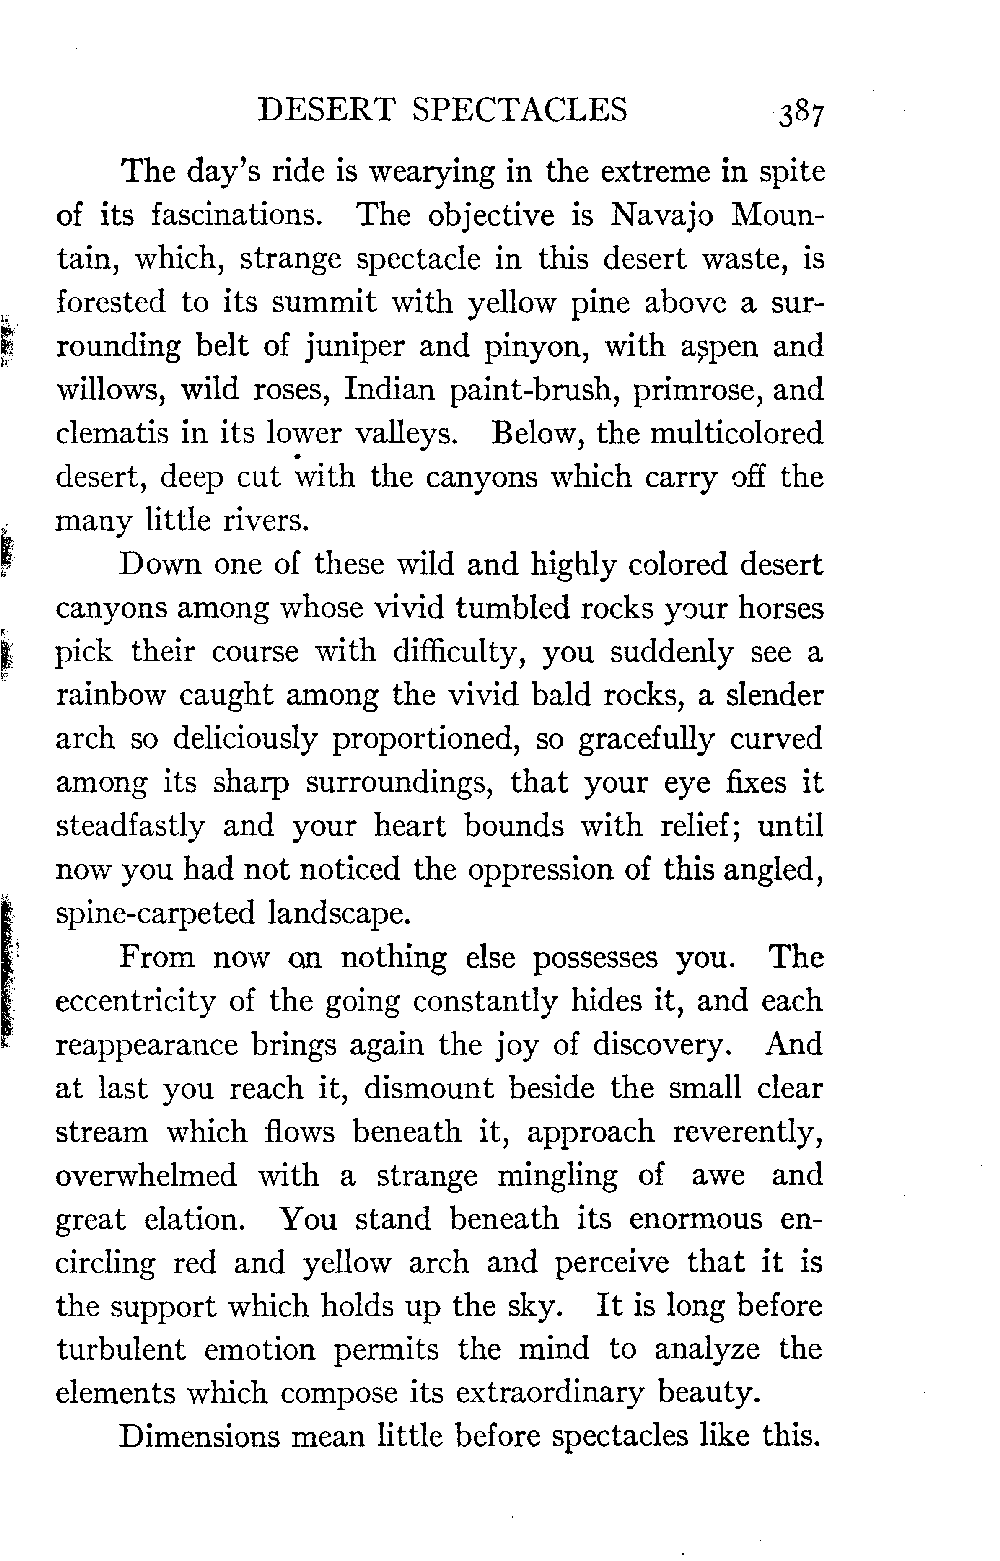 DESERT SPECTACLES 387
The day's ride is wearying in the extreme in spite
of its fascinations. The objective is Navajo Moun-
tain, which, strange spectacle in this desert waste, is
forested to its summit with yellow pine above a sur-
rounding belt of juniper and pinyon, with aspen and
willows, wild roses, Indian paint-brush, primrose, and
clematis in its lower valleys. Below, the multicolored
desert, deep cut with the canyons which carry off the
many little rivers.
Down one of these wild and highly colored desert
canyons among whose vivid tumbled rocks your horses
pick their course with difficulty, you suddenly see a
rainbow caught among the vivid bald rocks, a slender
arch so deliciously proportioned, so gracefully curved
among its sharp surroundings, that your eye fixes it
steadfastly and your heart bounds with relief; until
now you had not noticed the oppression of this angled,
spine-carpeted landscape.
From now on nothing else possesses you. The
eccentricity of the going constantly hides it, and each
reappearance brings again the joy of discovery. And
at last you reach it, dismount beside the small clear
stream which flows beneath it, approach reverently,
overwhelmed with a strange mingling of awe and
great elation. You stand beneath its enormous en-
circling red and yellow arch and perceive that it is
the support which holds up the sky. It is long before
turbulent emotion permits the mind to analyze the
elements which compose its extraordinary beauty.
Dimensions mean little before spectacles like this.